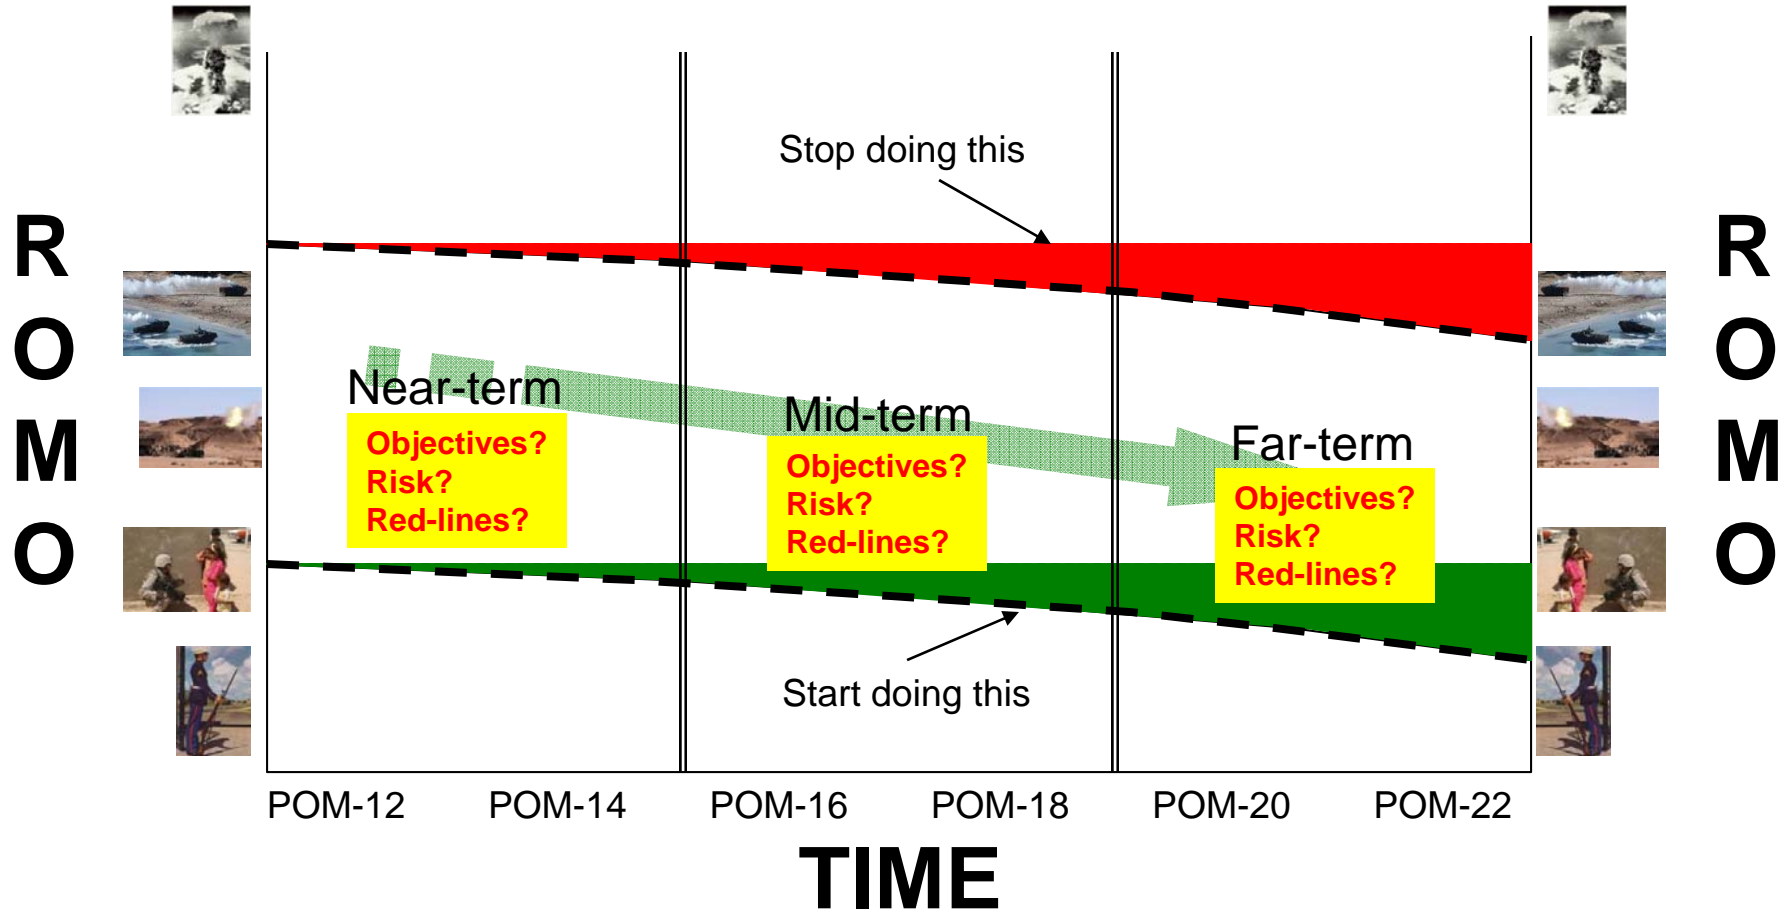 Stop doing this
R
O
M
O
R
O
M
O
Near-term
Objectives?
Risk?
Red-lines?
Mid-term
Objectives?
Risk?
Red-lines?
Far-term
Objectives?
Risk?
Red-lines?
Start doing this
POM-12 POM-14 POM-16 POM-18 POM-20 POM-22
TIME